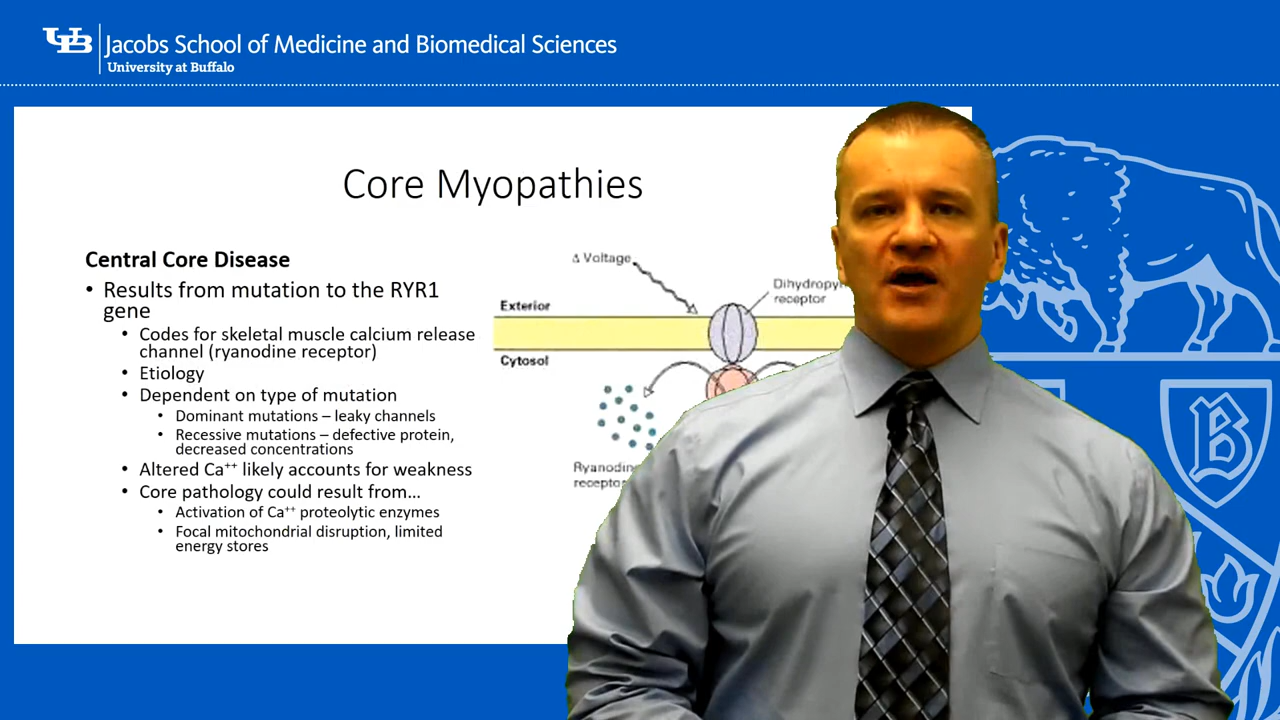 UB Jacobs School of Medicine and Biomedical Sciences
University at Buffalo
Core Myopathies
Central Core Disease
• Results from mutation to the RYR1
gene
• Codes for skeletal muscle calcium release
channel (ryanodine receptor)
• Etiology
• Dependent on type of mutation
• Dominant mutations – leaky channels
• Recessive mutations – defective protein,
decreased concentrations
• Altered Ca⁺⁺ likely accounts for weakness
• Core pathology could result from…
• Activation of Ca⁺⁺ proteolytic enzymes
• Focal mitochondrial disruption, limited
energy stores
Δ Voltage
receptor
Exterior
Cytosol
B